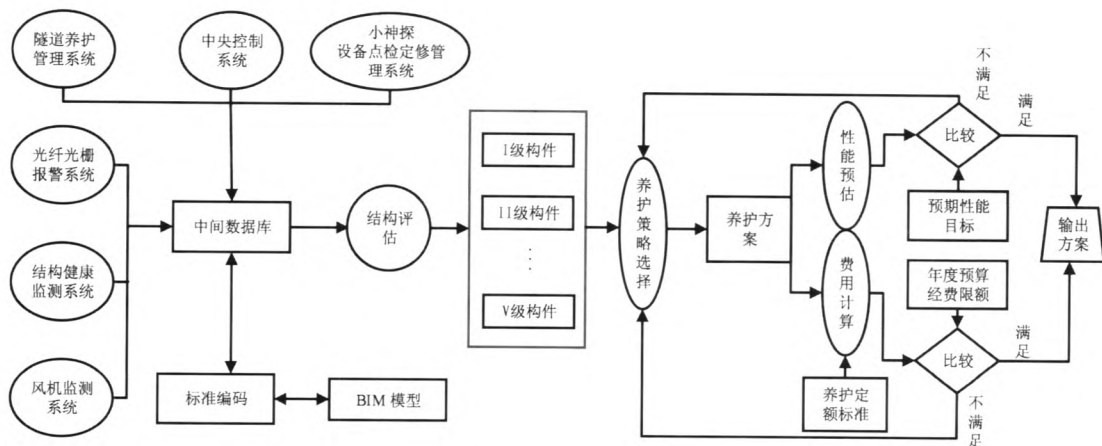 隧道养护
管理系统
中央控制
系统
小神探
设备点检定修管
理系统
光纤光栅
报警系统
结构健康
监测系统
风机监测
系统
中间数据库
标准编码
BIM 模型
结构评
估
I级构件
II级构件
⋮
V级构件
养护策略选择
养护方
案
性能预估
费用计算
养护定
额标准
不满足
满足
比较
预期性能
目标
年度预算
经费限额
比较
满足
不满足
输出
方案